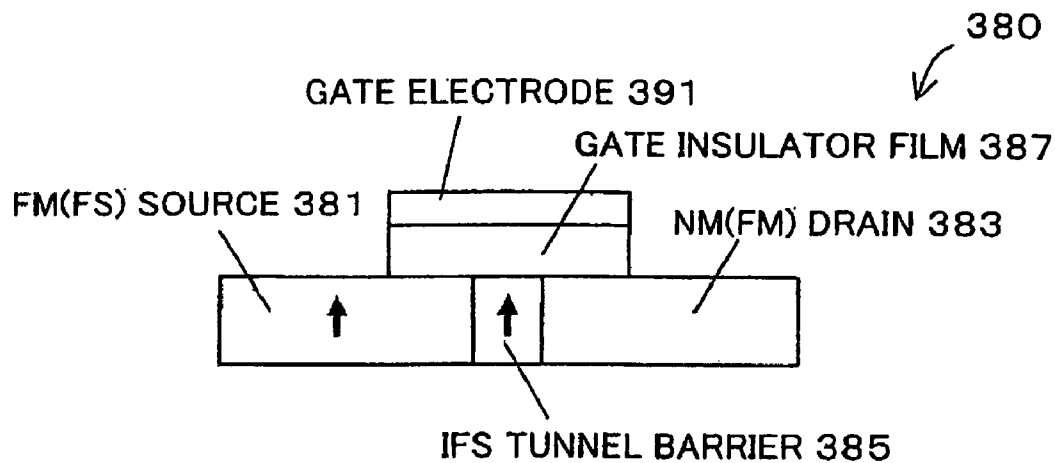 380
GATE ELECTRODE 391
GATE INSULATOR FILM 387
FM(FS) SOURCE 381
NM(FM) DRAIN 383
IFS TUNNEL BARRIER 385